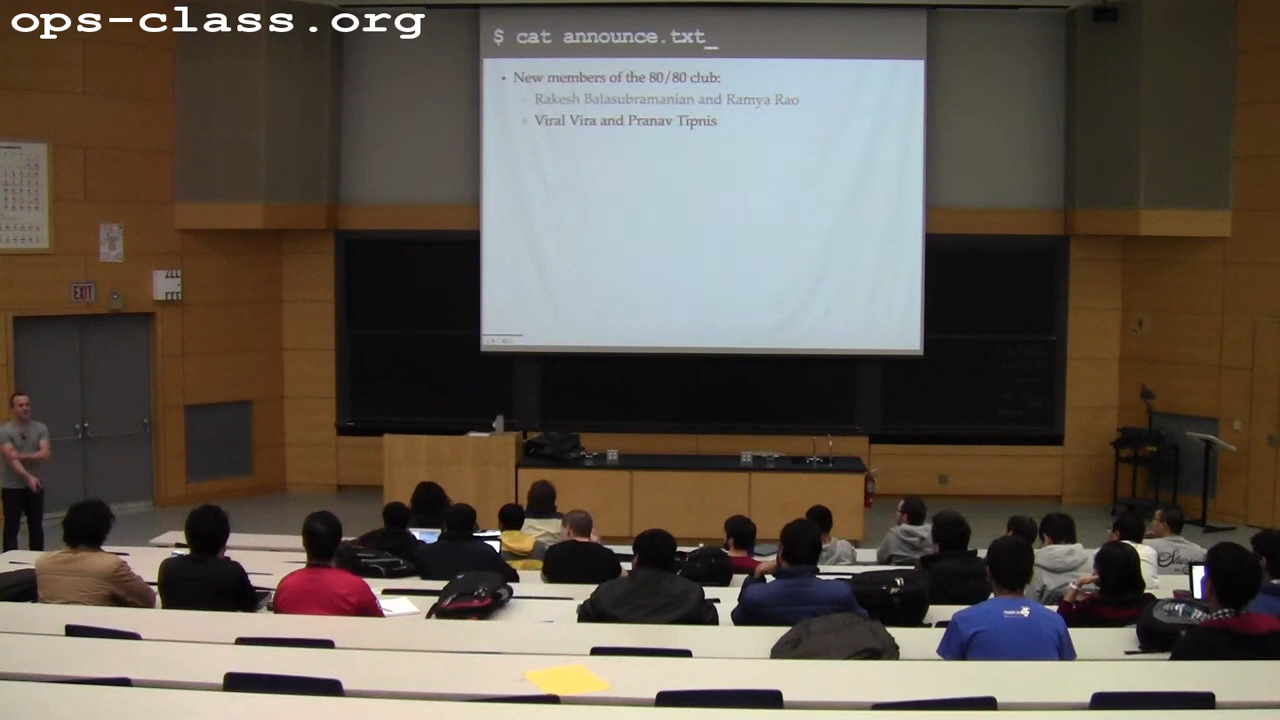 ops-class.org
$ cat announce.txt_
• New members of the 80/80 club:
Rakesh Balasubramanian and Ramya Rao
Viral Vira and Pranav Tipnis
EXIT